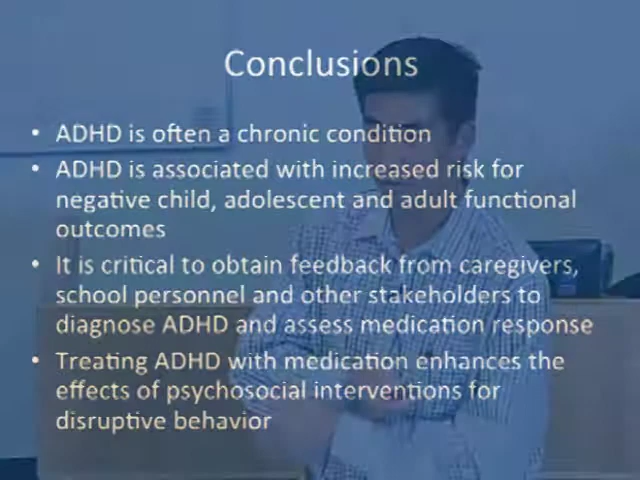 Conclusions
• ADHD is often a chronic condition
• ADHD is associated with increased risk for
negative child, adolescent and adult functional
outcomes
• It is critical to obtain feedback from caregivers,
school personnel and other stakeholders to
diagnose ADHD and assess medication response
• Treating ADHD with medication enhances the
effects of psychosocial interventions for
disruptive behavior